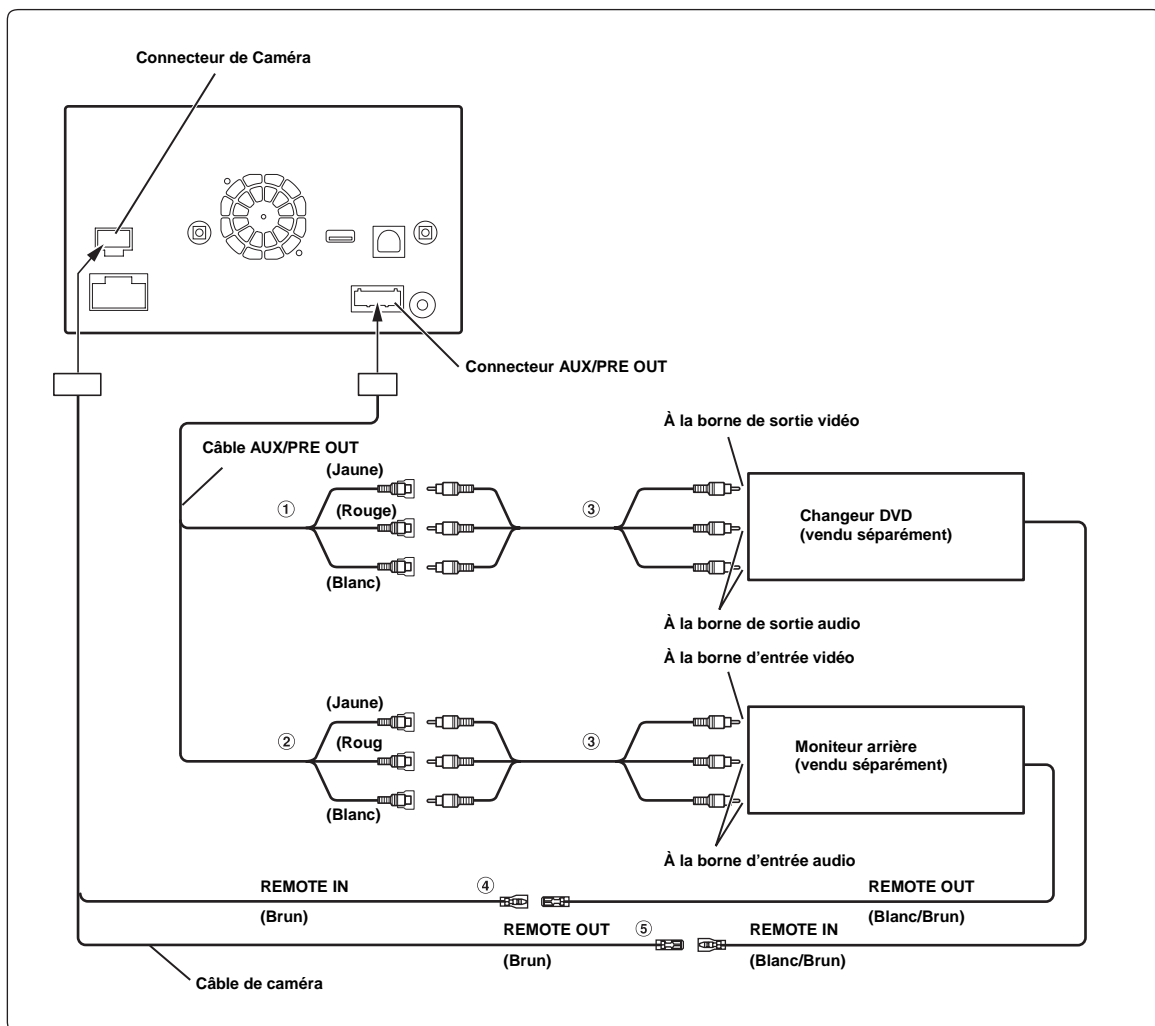 Connecteur de Caméra
Connecteur AUX/PRE OUT
À la borne de sortie vidéo
Câble AUX/PRE OUT
(Jaune)
①
(Rouge)
③
Changeur DVD
(vendu séparément)
(Blanc)
À la borne de sortie audio
À la borne d’entrée vidéo
(Jaune)
②
(Roug
③
Moniteur arrière
(vendu séparément)
(Blanc)
À la borne d’entrée audio
REMOTE IN
④
REMOTE OUT
(Brun)
(Blanc/Brun)
REMOTE OUT
⑤
REMOTE IN
(Brun)
(Blanc/Brun)
Câble de caméra